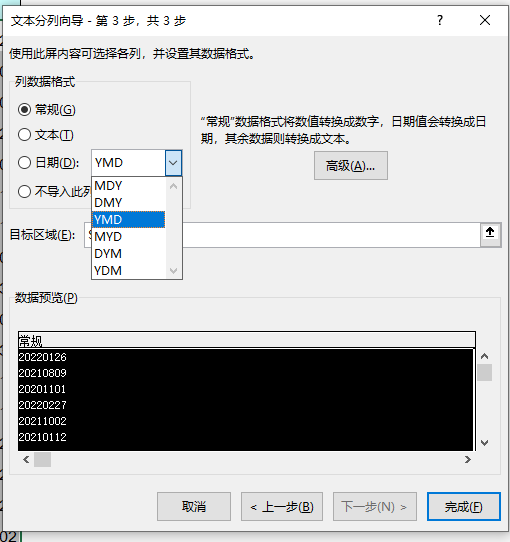 文本分列向导 - 第 3 步，共 3 步
?
使用此屏内容可选择各列，并设置其数据格式。
列数据格式
常规(G)
文本(T)
日期(D):
YMD
不导入此列
MDY
DMY
YMD
MYD
DYM
YDM
“常规”数据格式将数值转换成数字，日期值会转换成日
期，其余数据则转换成文本。
高级(A)...
目标区域(E):
数据预览(P)
常规
20220126
20210809
20201101
20220227
20211002
20210112
取消
< 上一步(B)
下一步(N) >
完成(F)
02